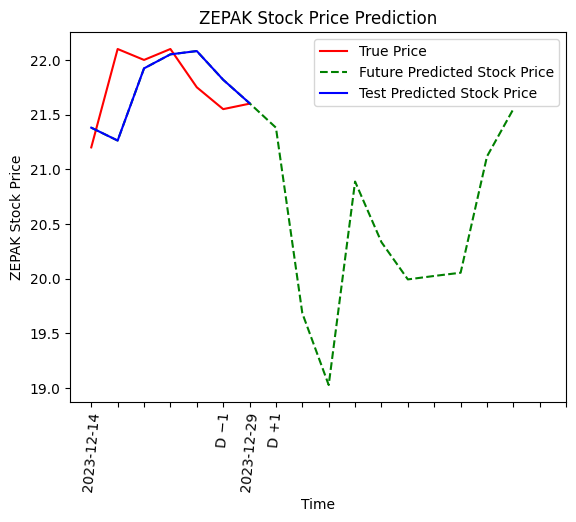 ZEPAK Stock Price Prediction
True Price
Future Predicted Stock Price
Test Predicted Stock Price
ZEPAK Stock Price
22.0
21.5
21.0
20.5
20.0
19.5
19.0
2023-12-14
D −1
2023-12-29
D +1
Time